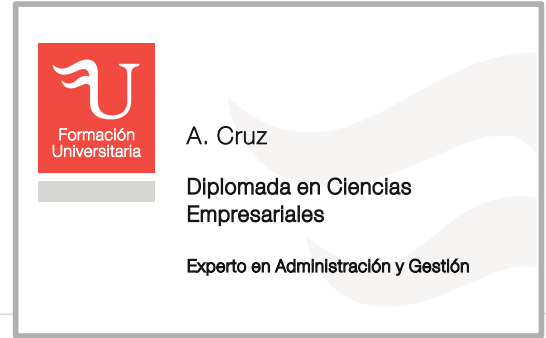 Formación
Universitaria
A. Cruz
Diplomada en Ciencias
Empresariales
Experto en Administración y Gestión